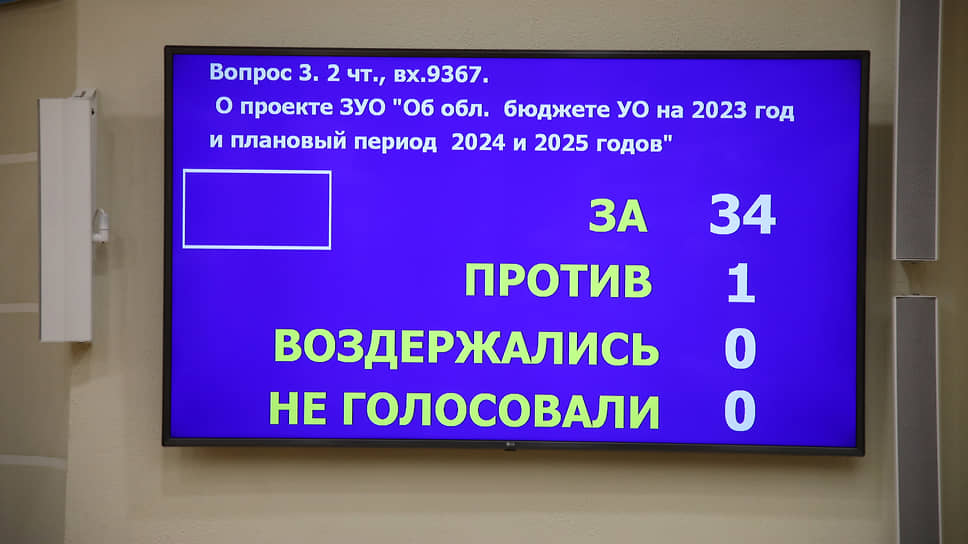 Вопрос 3. 2 чт., вх.9367.
О проекте ЗУО "Об обл. бюджете УО на 2023 год
и плановый период 2024 и 2025 годов"
ЗА 34
ПРОТИВ 1
ВОЗДЕРЖАЛИСЬ 0
НЕ ГОЛОСОВАЛИ 0
LG